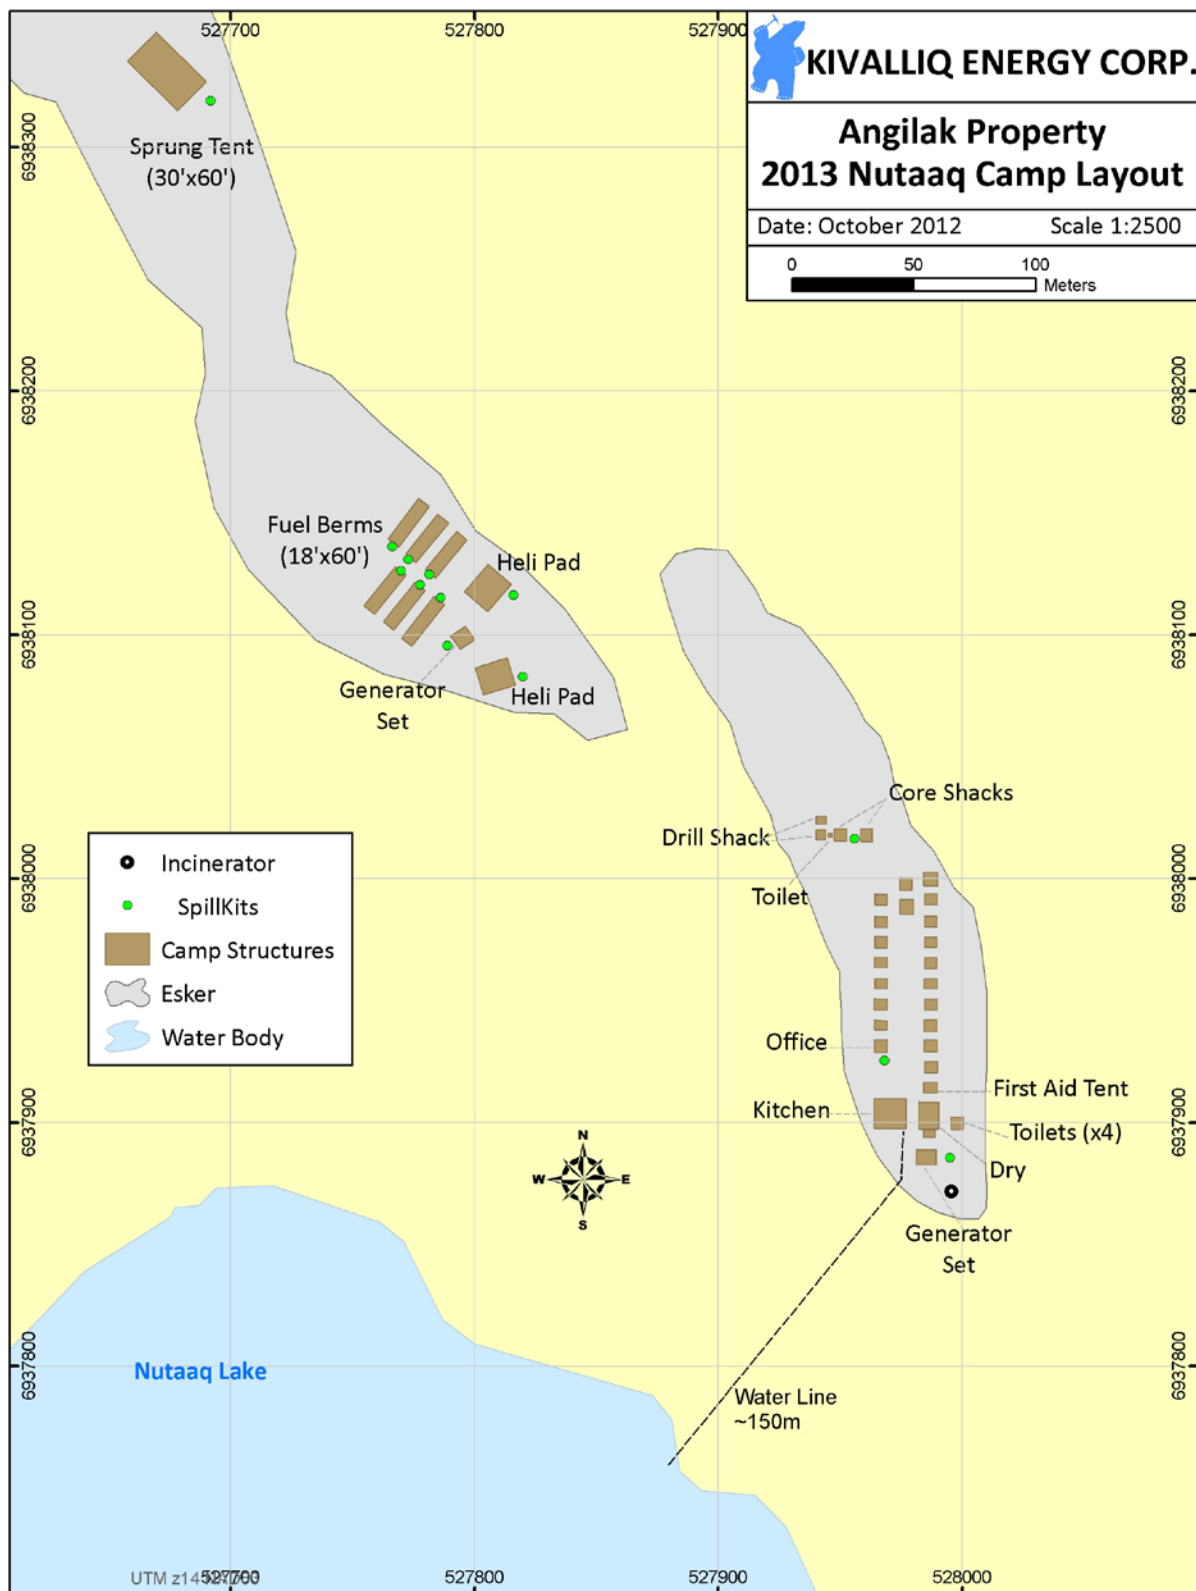 527700
527800
527900
KIVALLIQ ENERGY CORP.
Angilak Property
2013 Nutaaq Camp Layout
Date: October 2012 Scale 1:2500
0 50 100
Meters
6938300
Sprung Tent
(30'x60')
6938200
6938200
Fuel Berms
(18'x60')
Heli Pad
6938100
6938100
Generator
Set
Heli Pad
Core Shacks
Drill Shack
Toilet
6938000
6938000
Incinerator
SpillKits
Camp Structures
Esker
Water Body
Office
First Aid Tent
Kitchen
Toilets (x4)
6937900
6937900
Dry
N
W E
S
Generator
Set
6937800
6937800
Nutaaq Lake
Water Line
~150m
UTM z14
527700
527800
527900
528000